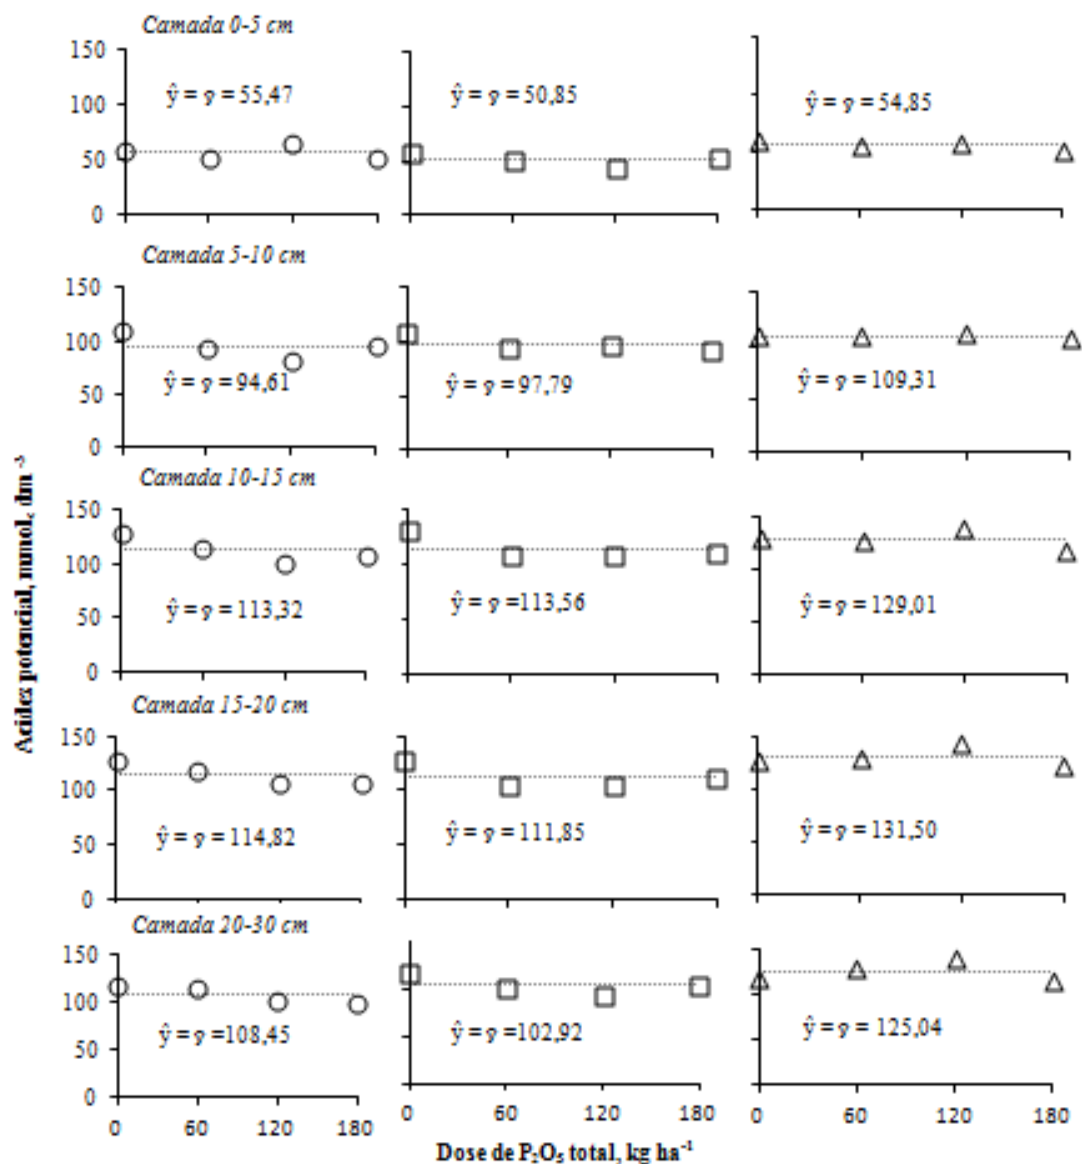 Camada 0-5 cm
150
100
50
0
ŷ = ȳ = 55,47
ŷ = ȳ = 50,85
ŷ = ȳ = 54,85
Camada 5-10 cm
150
100
50
0
ŷ = ȳ = 94,61
ŷ = ȳ = 97,79
ŷ = ȳ = 109,31
Camada 10-15 cm
150
100
50
0
ŷ = ȳ = 113,32
ŷ = ȳ =113,56
ŷ = ȳ = 129,01
Camada 15-20 cm
150
100
50
0
ŷ = ȳ = 114,82
ŷ = ȳ = 111,85
ŷ = ȳ = 131,50
Camada 20-30 cm
150
100
50
0
ŷ = ȳ =108,45
ŷ = ȳ =102,92
ŷ = ȳ = 125,04
0 60 120 180
0 60 120 180
0 60 120 180
Acidez potencial, mmol꜀ dm⁻³
Dose de P₂O₅ total, kg ha⁻¹